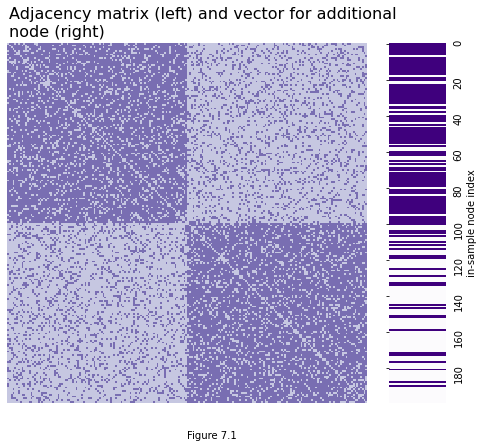 Adjacency matrix (left) and vector for additional
node (right)
0
20
40
60
80
100
120
140
160
180
in-sample node index
Figure 7.1